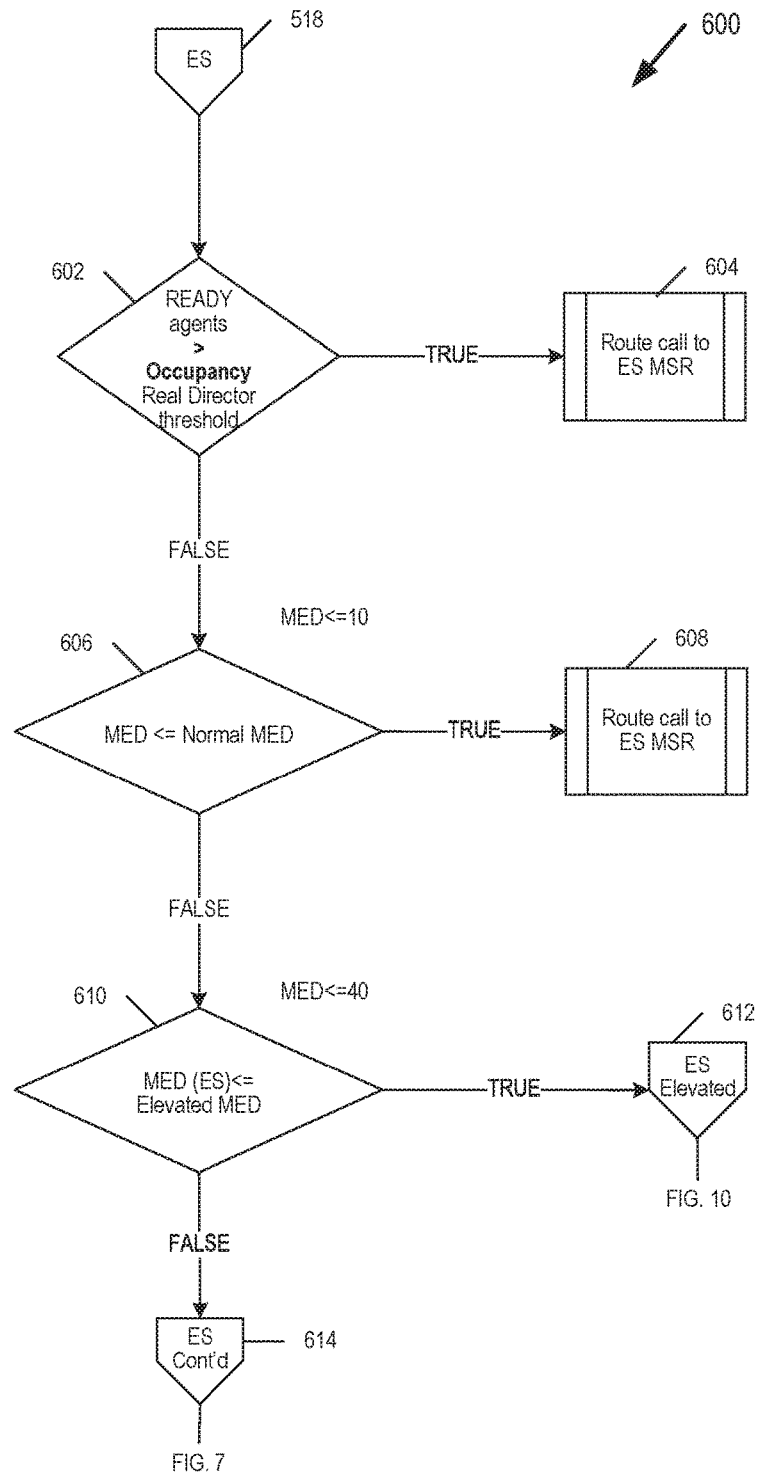 518
600
ES
602
READY
agents
>
Occupancy
Real Director
threshold
TRUE
604
Route call to
ES MSR
FALSE
MED<=10
606
MED <= Normal MED
TRUE
608
Route call to
ES MSR
FALSE
MED<=40
610
MED (ES)<=
Elevated MED
TRUE
612
ES
Elevated
FIG. 10
FALSE
ES
Cont'd
614
FIG. 7